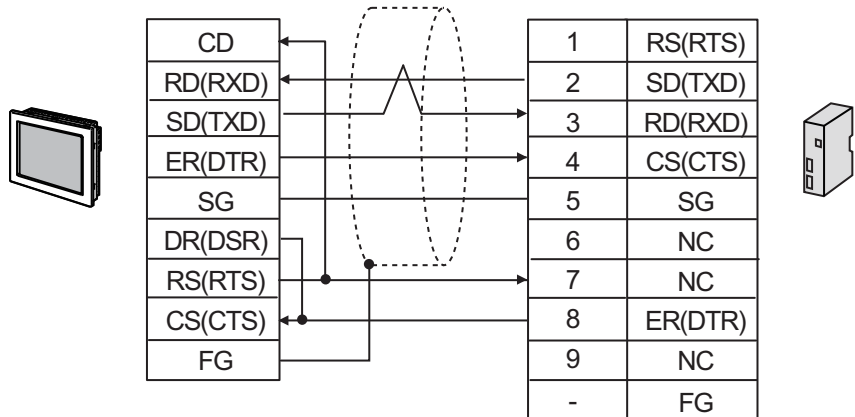 CD
RD(RXD)
SD(TXD)
ER(DTR)
SG
DR(DSR)
RS(RTS)
CS(CTS)
FG
1 RS(RTS)
2 SD(TXD)
3 RD(RXD)
4 CS(CTS)
5 SG
6 NC
7 NC
8 ER(DTR)
9 NC
- FG